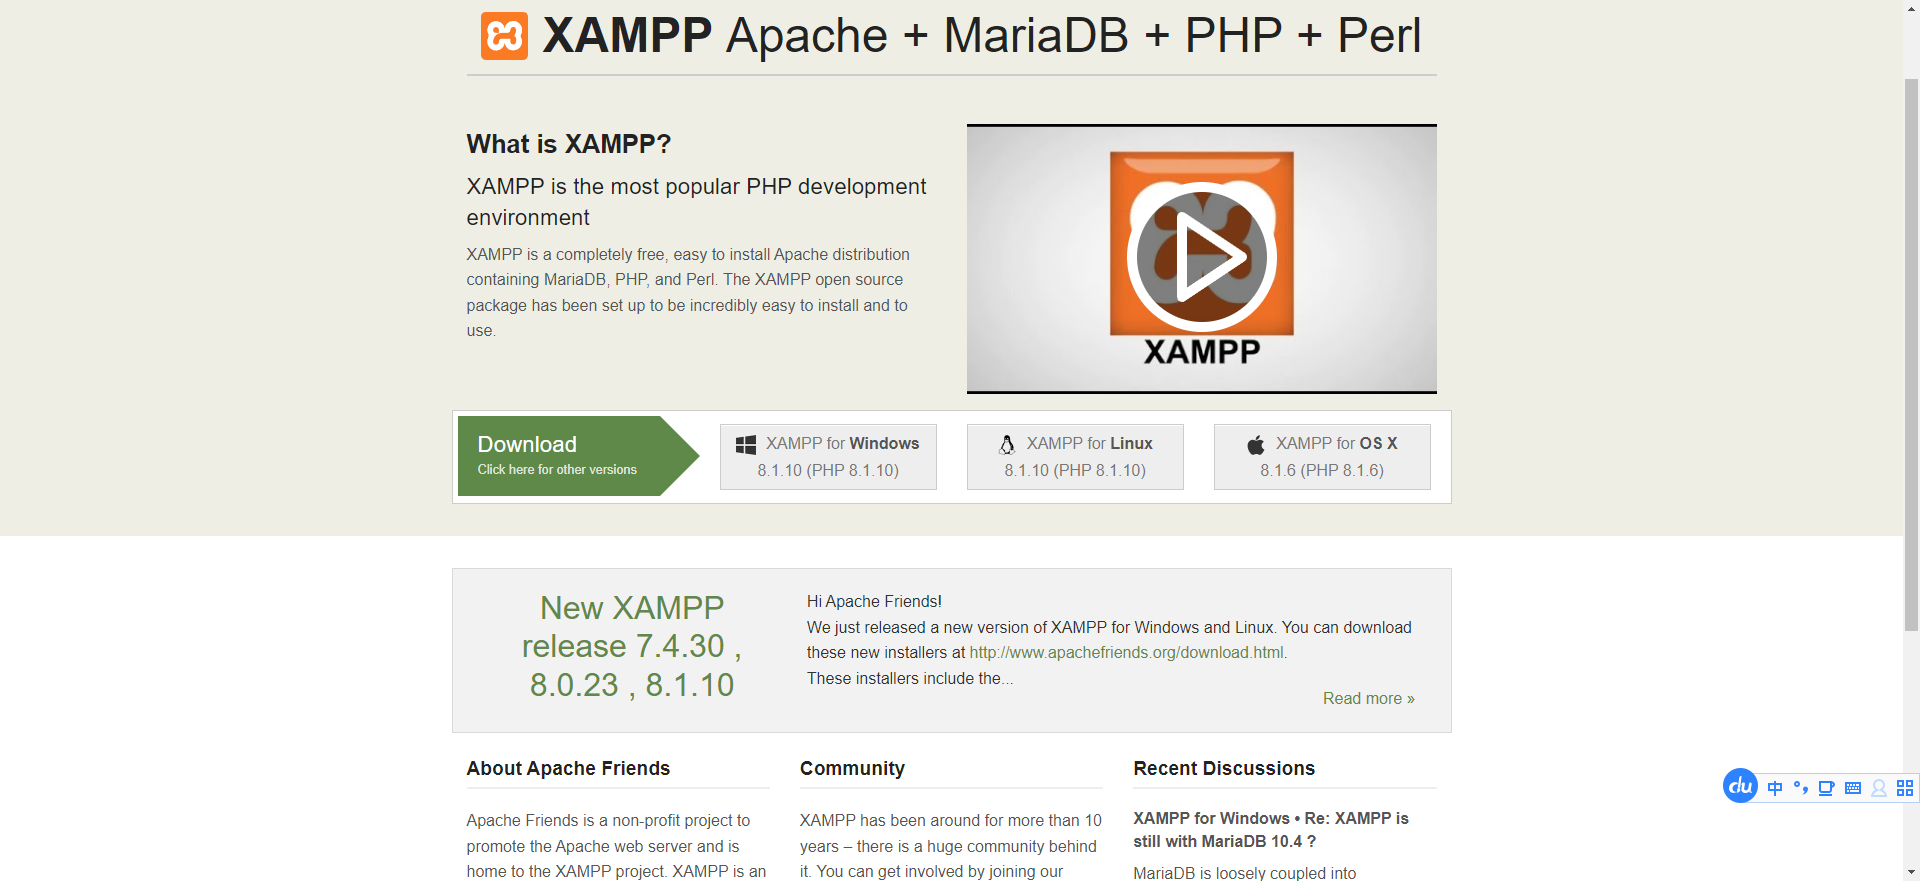 XAMPP Apache + MariaDB + PHP + Perl
What is XAMPP?
XAMPP is the most popular PHP development
environment
XAMPP is a completely free, easy to install Apache distribution
containing MariaDB, PHP, and Perl. The XAMPP open source
package has been set up to be incredibly easy to install and to
use.
XAMPP
Download
Click here for other versions
XAMPP for Windows
8.1.10 (PHP 8.1.10)
XAMPP for Linux
8.1.10 (PHP 8.1.10)
XAMPP for OS X
8.1.6 (PHP 8.1.6)
New XAMPP
release 7.4.30 ,
8.0.23 , 8.1.10
Hi Apache Friends!
We just released a new version of XAMPP for Windows and Linux. You can download
these new installers at http://www.apachefriends.org/download.html.
These installers include the...
Read more »
About Apache Friends
Apache Friends is a non-profit project to
promote the Apache web server and is
home to the XAMPP project. XAMPP is an
Community
XAMPP has been around for more than 10
years – there is a huge community behind
it. You can get involved by joining our
Recent Discussions
XAMPP for Windows • Re: XAMPP is
still with MariaDB 10.4 ?
MariaDB is loosely coupled into
du 中 °,